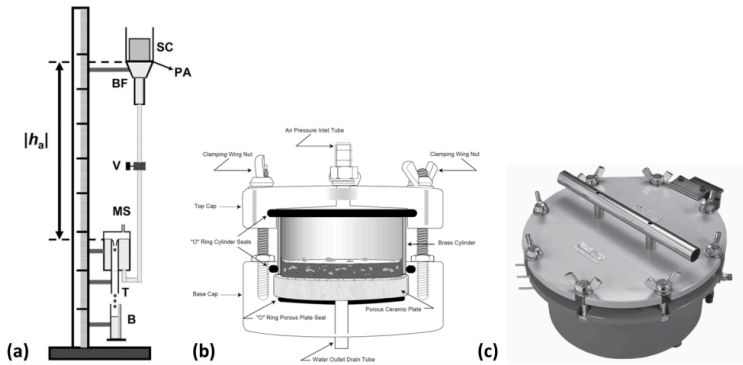 SC
PA
BF
|hₐ|
V
MS
T
B
(a)
Air Pressure Inlet Tube
Clamping Wing Nut
Clamping Wing Nut
Top Cap
"O" Ring Cylinder Seals
Brass Cylinder
Base Cap
"O" Ring Porous Plate Seal
Porous Ceramic Plate
Water Outlet Drain Tube
(b)
(c)